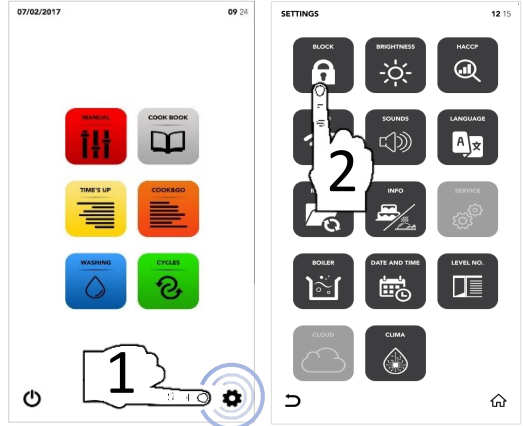 07/02/2017 09 24
MANUAL
COOK BOOK
TIME'S UP
COOK&GO
WASHING
CYCLES
1
SETTINGS 12 15
BLOCK
BRIGHTNESS
HACCP
SOUNDS
LANGUAGE
A
2
INFO
SERVICE
BOILER
DATE AND TIME
LEVEL NO.
CLOUD
CLIMA